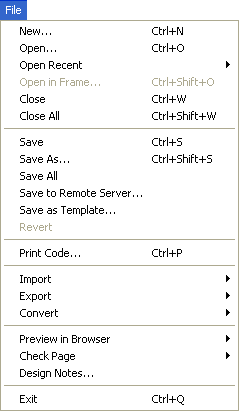 File
New... Ctrl+N
Open... Ctrl+O
Open Recent
Open in Frame... Ctrl+Shift+O
Close Ctrl+W
Close All Ctrl+Shift+W
Save Ctrl+S
Save As... Ctrl+Shift+S
Save All
Save to Remote Server...
Save as Template...
Revert
Print Code... Ctrl+P
Import
Export
Convert
Preview in Browser
Check Page
Design Notes...
Exit Ctrl+Q